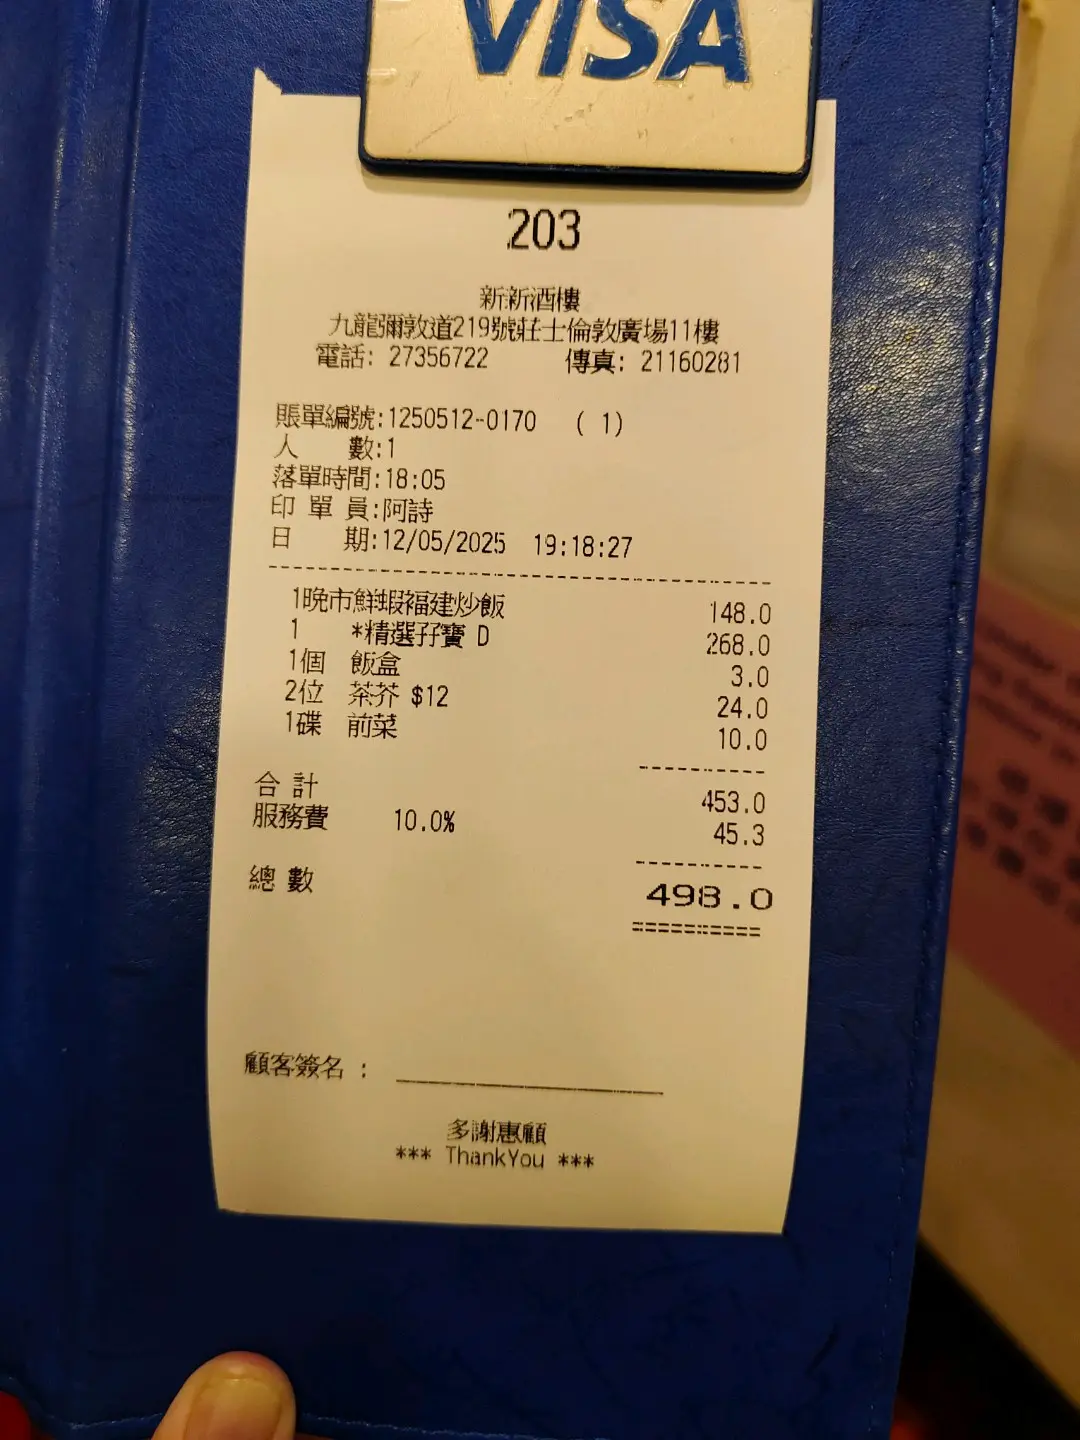 VISA
203
新新酒樓
九龍彌敦道219號莊士倫敦廣場11樓
電話: 27356722 傳真: 21160281
賬單編號:1250512-0170 ( 1)
人 數:1
落單時間:18:05
印 單 員:阿詩
日 期:12/05/2025 19:18:27
1晚市鮮蝦福建炒飯 148.0
1 *精選孖寶 D 268.0
1個 飯盒 3.0
2位 茶芥 $12 24.0
1碟 前菜 10.0
合 計 453.0
服務費 10.0% 45.3
總 數 498.0
顧客簽名 :
多謝惠顧
*** ThankYou ***